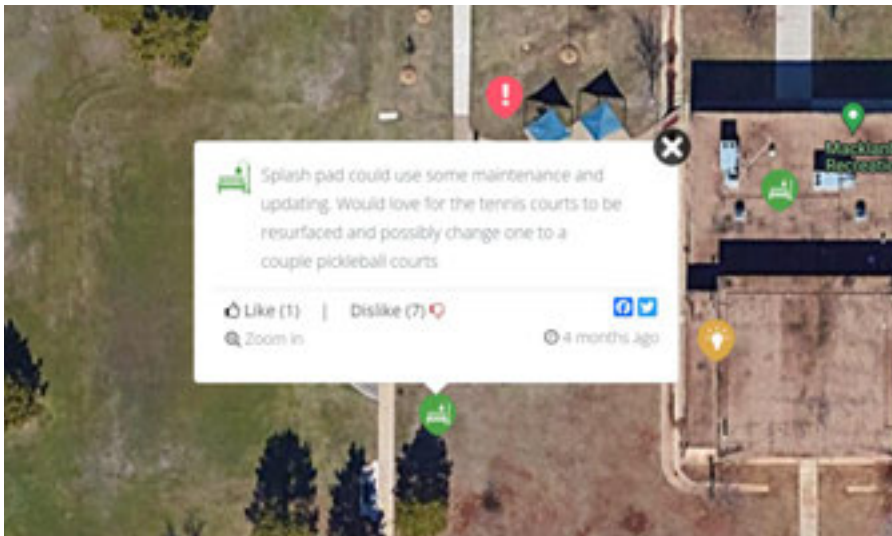 Splash pad could use some maintenance and
updating. Would love for the tennis courts to be
resurfaced and possibly change one to a
couple pickleball courts
Like (1) | Dislike (7)
Zoom in 4 months ago
Recreati